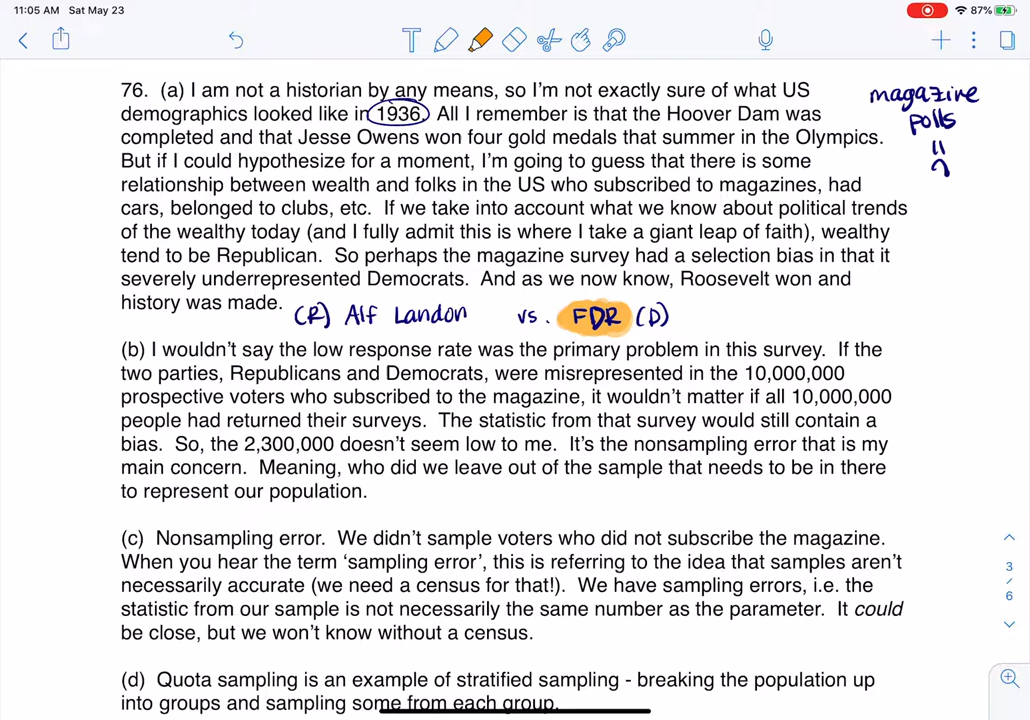 11:05 AM Sat May 23
87%
76. (a) I am not a historian by any means, so I'm not exactly sure of what US
demographics looked like in 1936. All I remember is that the Hoover Dam was
completed and that Jesse Owens won four gold medals that summer in the Olympics.
But if I could hypothesize for a moment, I'm going to guess that there is some
relationship between wealth and folks in the US who subscribed to magazines, had
cars, belonged to clubs, etc. If we take into account what we know about political trends
of the wealthy today (and I fully admit this is where I take a giant leap of faith), wealthy
tend to be Republican. So perhaps the magazine survey had a selection bias in that it
severely underrepresented Democrats. And as we now know, Roosevelt won and
history was made.
magazine
polls
=
?
(R) Alf Landon vs. FDR (D)
(b) I wouldn't say the low response rate was the primary problem in this survey. If the
two parties, Republicans and Democrats, were misrepresented in the 10,000,000
prospective voters who subscribed to the magazine, it wouldn't matter if all 10,000,000
people had returned their surveys. The statistic from that survey would still contain a
bias. So, the 2,300,000 doesn't seem low to me. It's the nonsampling error that is my
main concern. Meaning, who did we leave out of the sample that needs to be in there
to represent our population.
(c) Nonsampling error. We didn't sample voters who did not subscribe the magazine.
When you hear the term 'sampling error', this is referring to the idea that samples aren't
necessarily accurate (we need a census for that!). We have sampling errors, i.e. the
statistic from our sample is not necessarily the same number as the parameter. It could
be close, but we won't know without a census.
3
/
6
(d) Quota sampling is an example of stratified sampling - breaking the population up
into groups and sampling some from each group.